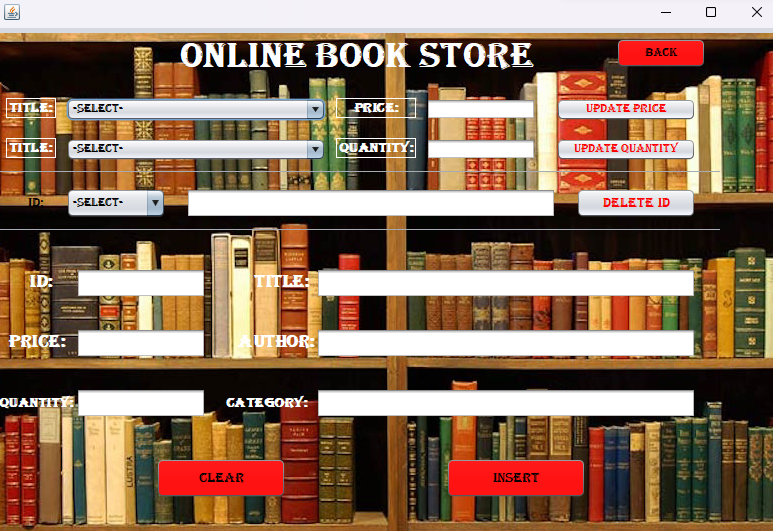 ONLINE BOOK STORE
BACK
TITLE: -SELECT- PRICE: UPDATE PRICE
TITLE: -SELECT- QUANTITY: UPDATE QUANTITY
ID: -SELECT- DELETE ID
ID: TITLE:
PRICE: AUTHOR:
QUANTITY: CATEGORY:
LUSTRA
CLEAR INSERT